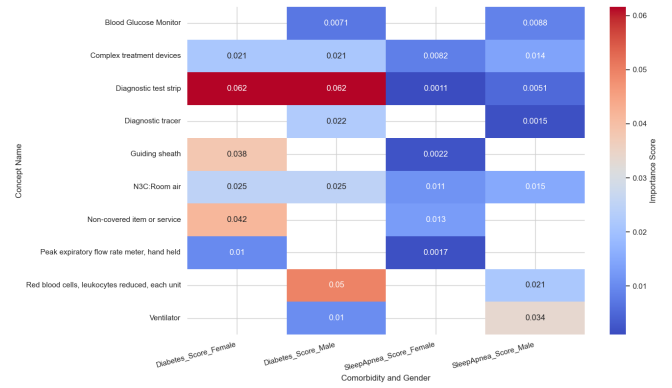 Blood Glucose Monitor 0.0071 0.0088
Complex treatment devices 0.021 0.021 0.0082 0.014
Diagnostic test strip 0.062 0.062 0.0011 0.0051
Diagnostic tracer 0.022 0.0015
Guiding sheath 0.038 0.0022
N3C:Room air 0.025 0.025 0.011 0.015
Non-covered item or service 0.042 0.013
Peak expiratory flow rate meter, hand held 0.01 0.0017
Red blood cells, leukocytes reduced, each unit 0.05 0.021
Ventilator 0.01 0.034
Concept Name
Diabetes_Score_Female Diabetes_Score_Male SleepApnea_Score_Female SleepApnea_Score_Male
Comorbidity and Gender
0.06
0.05
0.04
0.03
0.02
0.01
Importance Score